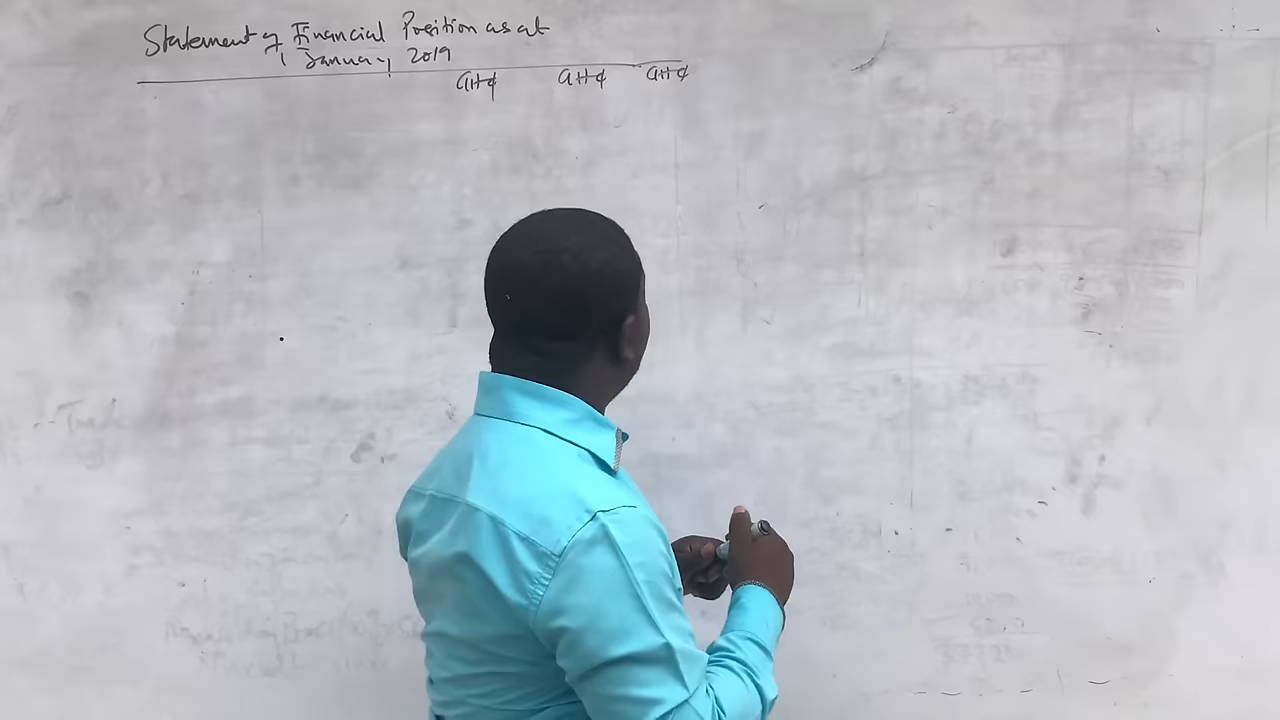 Statement of Financial Position as at
1 January 2019
GH¢ GH¢ GH¢